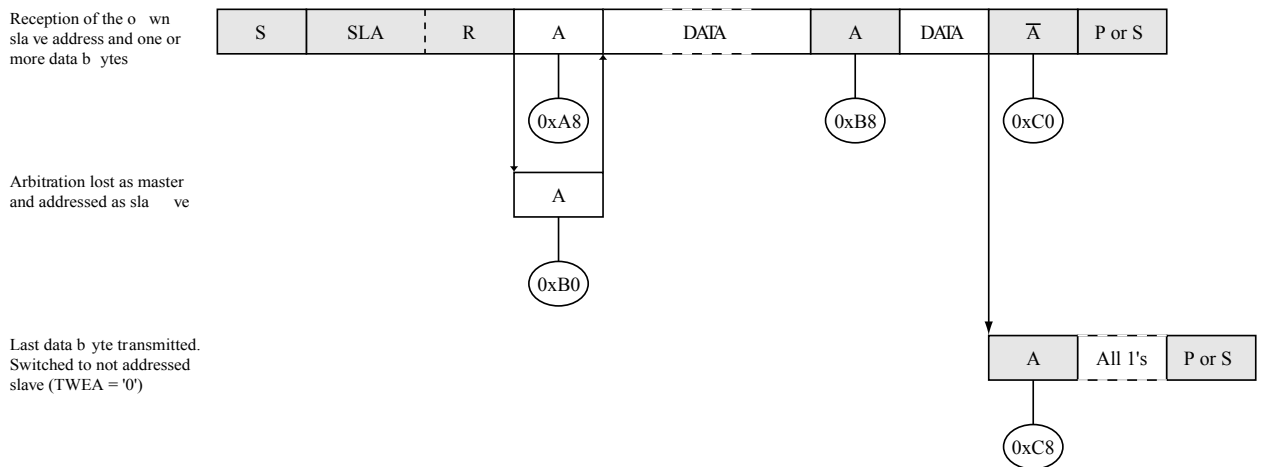 Reception of the o wn
sla ve address and one or
more data b ytes
S SLA R A DATA A DATA A̅ P or S
0xA8 0xB8 0xC0
Arbitration lost as master
and addressed as sla ve
A
0xB0
Last data b yte transmitted.
Switched to not addressed
slave (TWEA = '0')
A All 1's P or S
0xC8